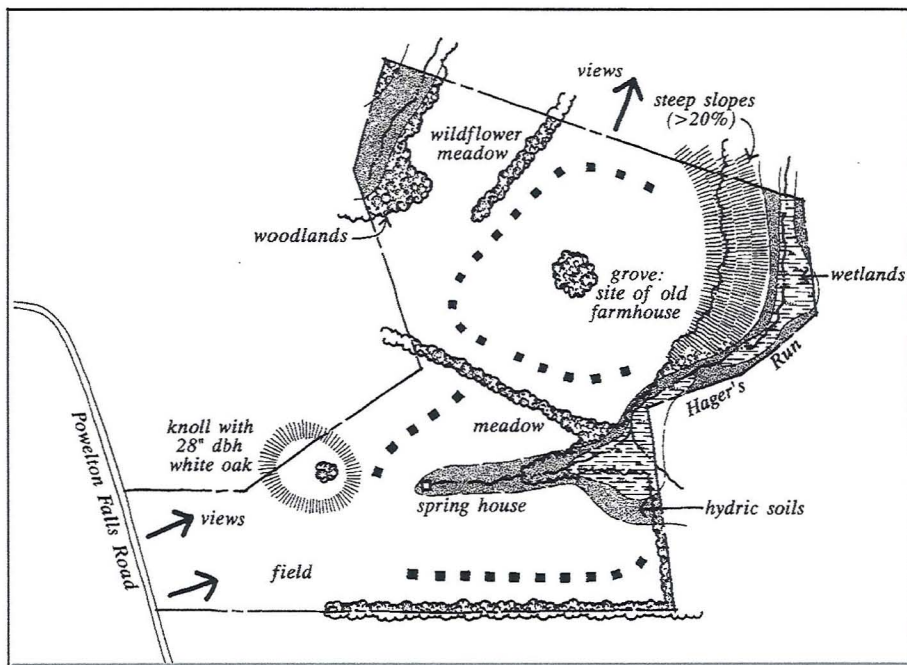 views
steep slopes
(>20%)
wildflower
meadow
woodlands
wetlands
grove:
site of old
farmhouse
Hager's Run
knoll with
28" dbh
white oak
meadow
Powelton Falls Road
spring house
hydric soils
views
field